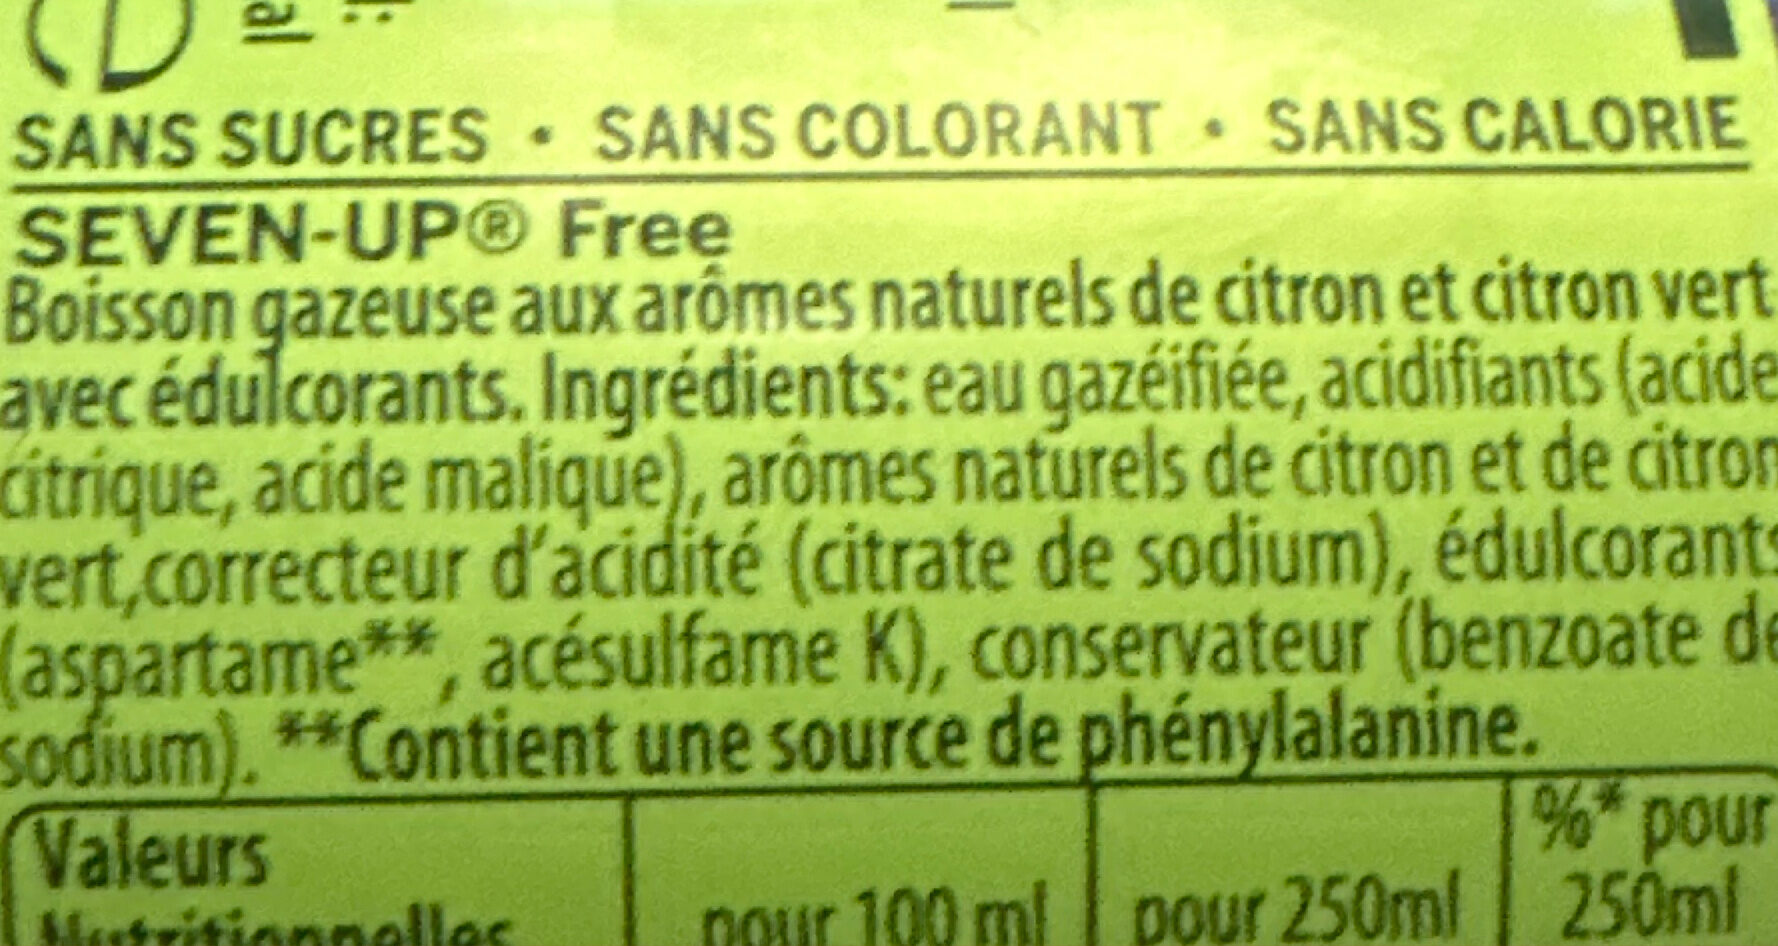 SANS SUCRES • SANS COLORANT • SANS CALORIE
SEVEN-UP® Free
Boisson gazeuse aux arômes naturels de citron et citron vert,
avec édulcorants. Ingrédients: eau gazéifiée, acidifiants (acide
citrique, acide malique), arômes naturels de citron et de citron
vert,correcteur d'acidité (citrate de sodium), édulcorants
(aspartame**, acésulfame K), conservateur (benzoate de
sodium). **Contient une source de phénylalanine.
Valeurs
Nutritionnelles
pour 100 ml
pour 250ml
%* pour
250ml